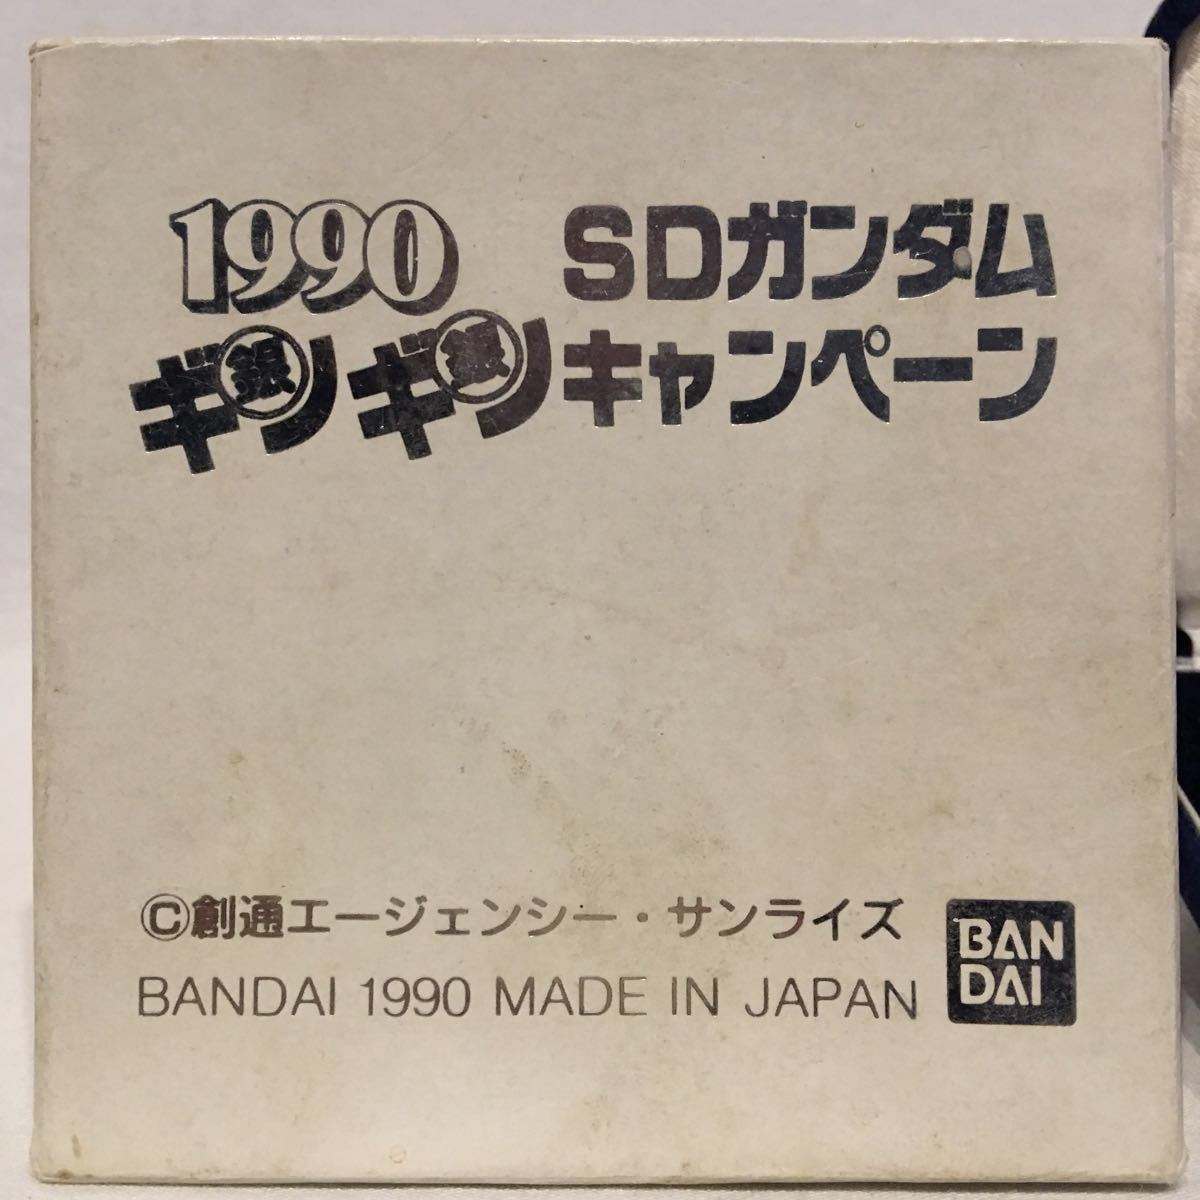 1990 SDガンダム
ギン銀ギン銀キャンペーン
©創通エージェンシー・サンライズ
BANDAI 1990 MADE IN JAPAN
BAN
DAI